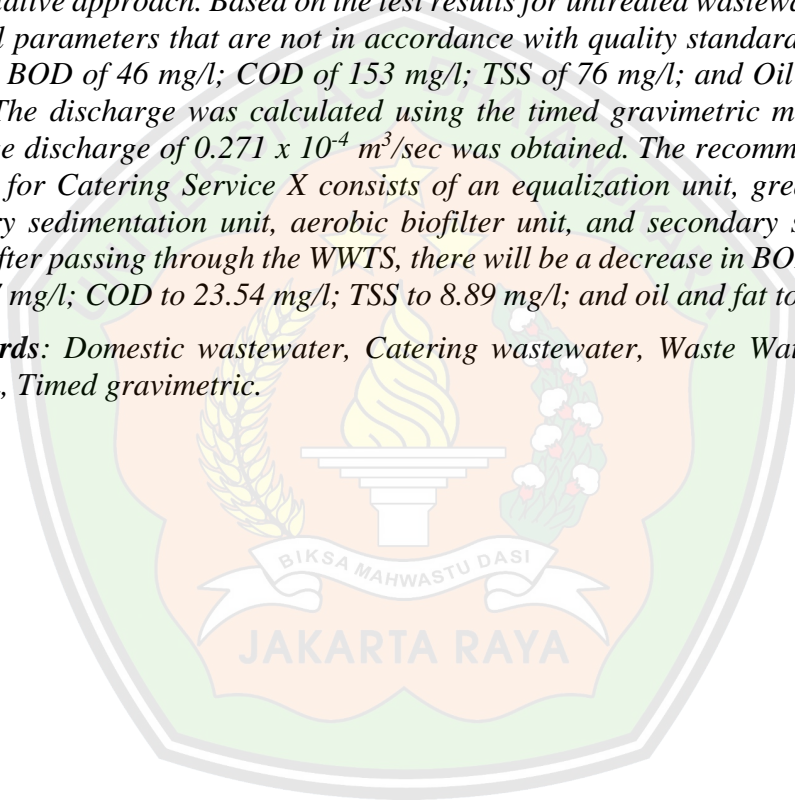 ative approach. Based on the test results for untreated wastewa
l parameters that are not in accordance with quality standard
BOD of 46 mg/l; COD of 153 mg/l; TSS of 76 mg/l; and Oil
The discharge was calculated using the timed gravimetric m
e discharge of 0.271 x 10⁻⁴ m³/sec was obtained. The recomm
for Catering Service X consists of an equalization unit, gre
ry sedimentation unit, aerobic biofilter unit, and secondary s
fter passing through the WWTS, there will be a decrease in BO
mg/l; COD to 23.54 mg/l; TSS to 8.89 mg/l; and oil and fat to
rds: Domestic wastewater, Catering wastewater, Waste Wat
, Timed gravimetric.
BIKSA MAHWASTU DASI
JAKARTA RAYA